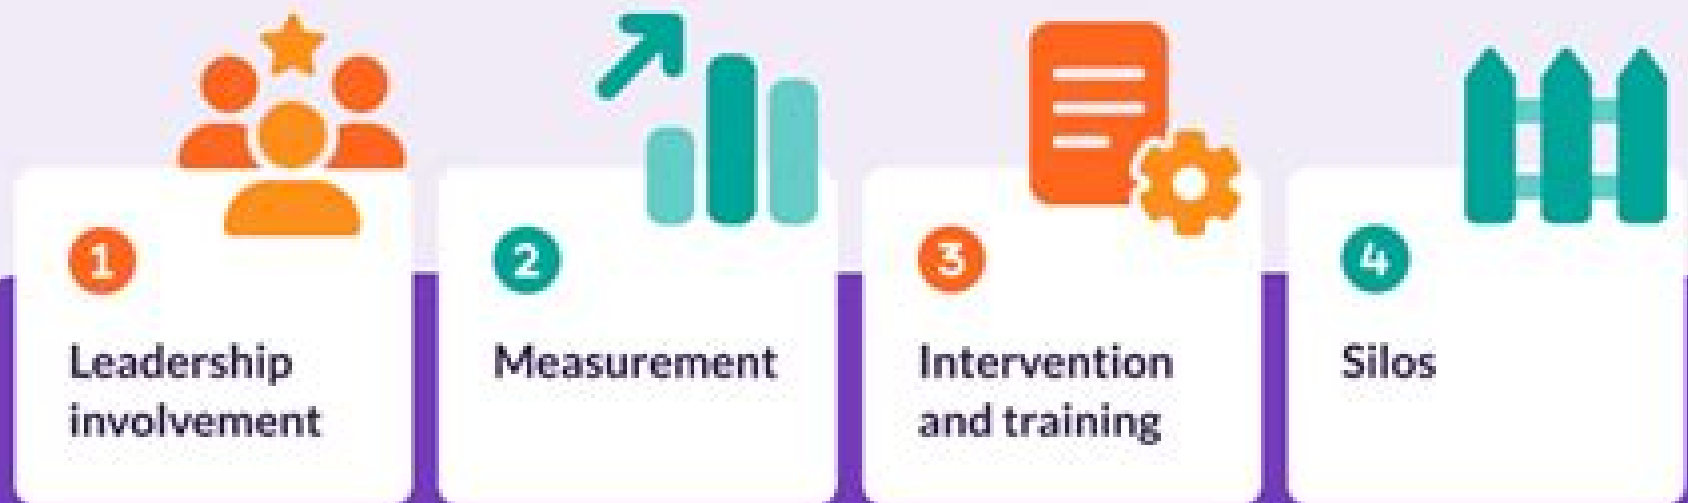 1
Leadership
involvement
2
Measurement
3
Intervention
and training
4
Silos